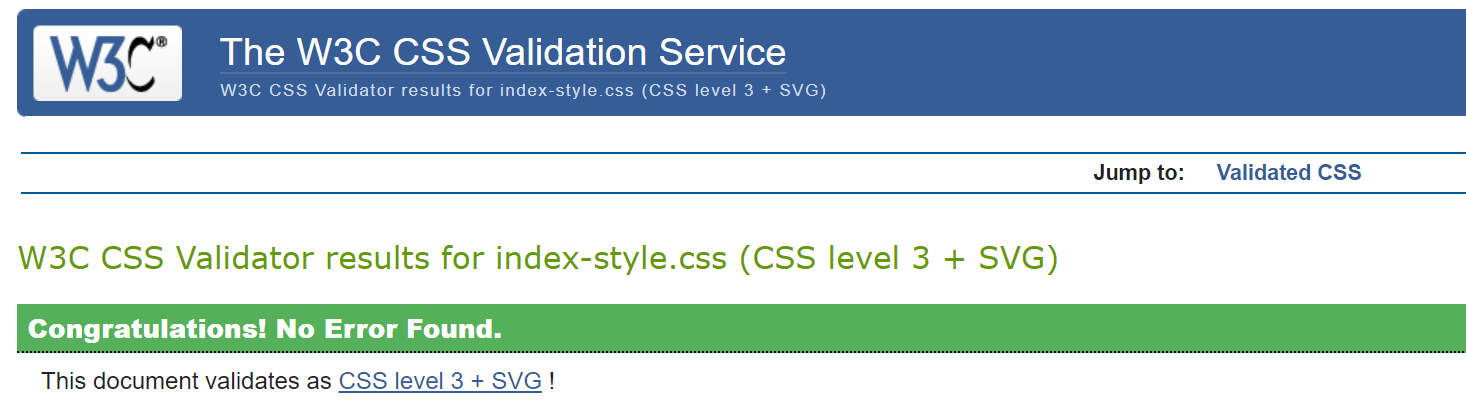 W3C®
The W3C CSS Validation Service
W3C CSS Validator results for index-style.css (CSS level 3 + SVG)
Jump to: Validated CSS
W3C CSS Validator results for index-style.css (CSS level 3 + SVG)
Congratulations! No Error Found.
This document validates as CSS level 3 + SVG !